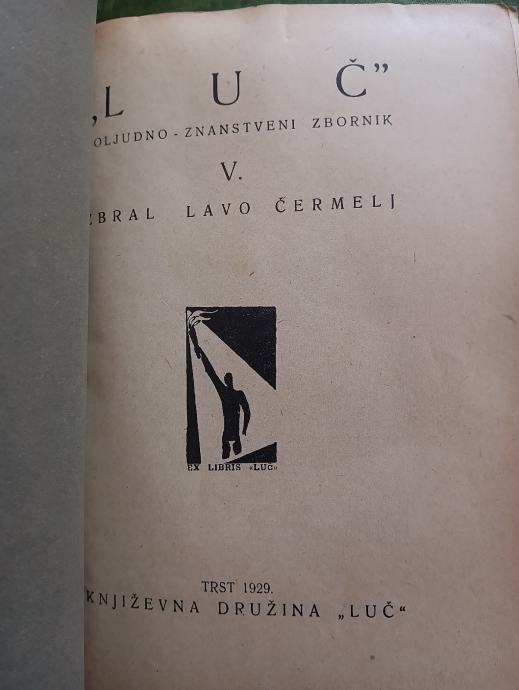 „L U Č”
OLJUDNO - ZNANSTVENI ZBORNIK
V.
ZBRAL LAVO ČERMELJ
EX LIBRIS «LUČ»
TRST 1929.
KNJIŽEVNA DRUŽINA „LUČ“